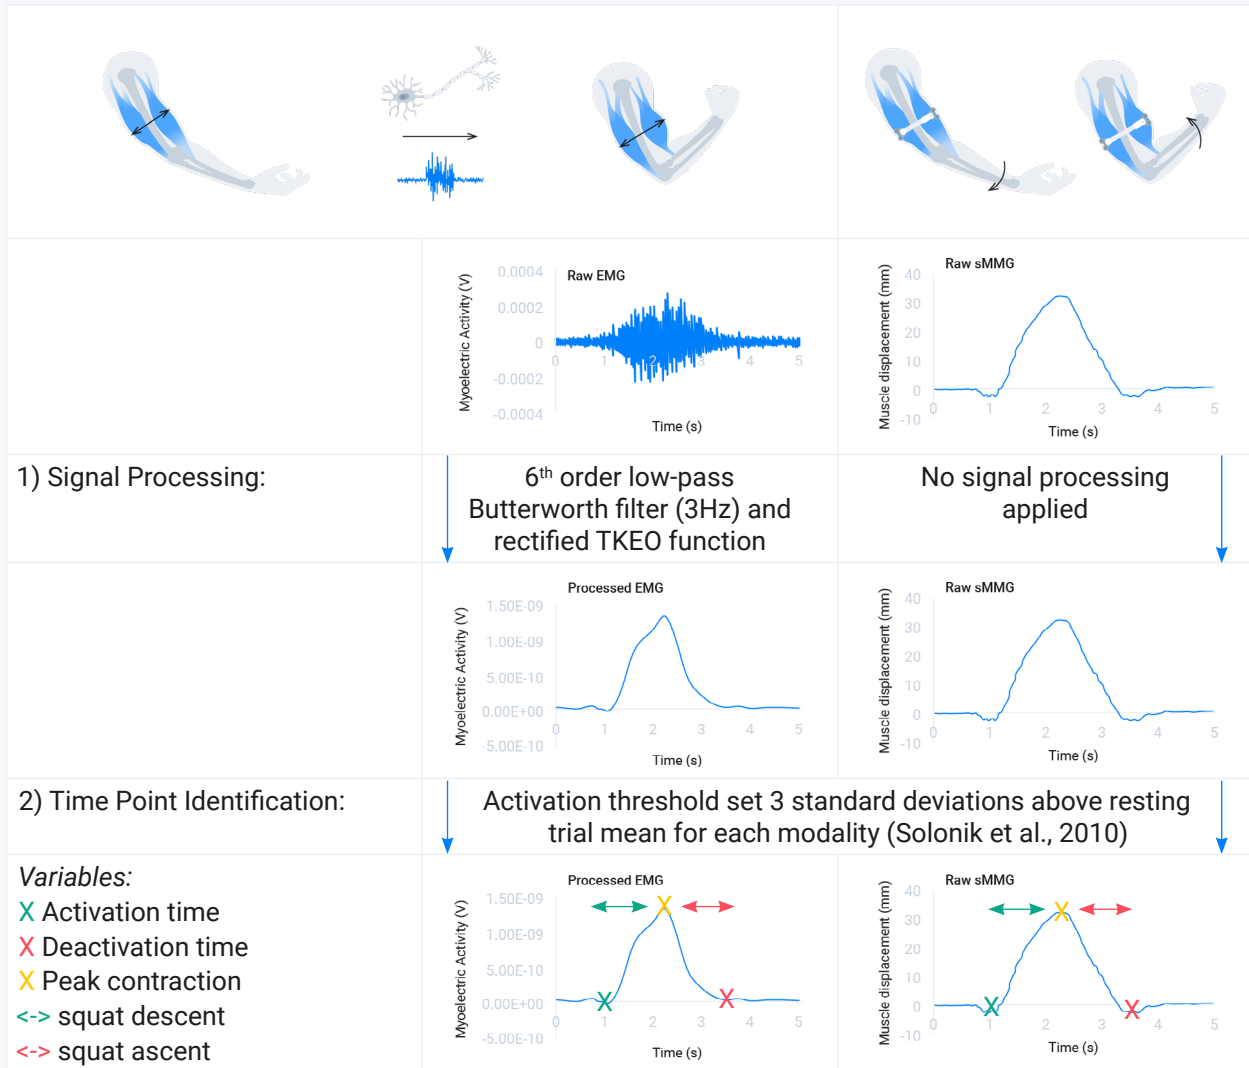 Raw EMG
Myoelectric Activity (V)
0.0004
0.0002
0
-0.0002
-0.0004
0 1 2 3 4 5
Time (s)
Raw sMMG
Muscle displacement (mm)
40
30
20
10
0
-10
0 1 2 3 4 5
Time (s)
1) Signal Processing:
6th order low-pass
Butterworth filter (3Hz) and
rectified TKEO function
No signal processing
applied
Processed EMG
Myoelectric Activity (V)
1.50E-09
1.00E-09
5.00E-10
0.00E+00
-5.00E-10
0 1 2 3 4 5
Time (s)
Raw sMMG
Muscle displacement (mm)
40
30
20
10
0
-10
0 1 2 3 4 5
Time (s)
2) Time Point Identification:
Activation threshold set 3 standard deviations above resting
trial mean for each modality (Solonik et al., 2010)
Variables:
X Activation time
X Deactivation time
X Peak contraction
<-> squat descent
<-> squat ascent
Processed EMG
Myoelectric Activity (V)
1.50E-09
1.00E-09
5.00E-10
0.00E+00
-5.00E-10
X X X
0 1 2 3 4 5
Time (s)
Raw sMMG
Muscle displacement (mm)
40
30
20
10
0
-10
X X X
0 1 2 3 4 5
Time (s)